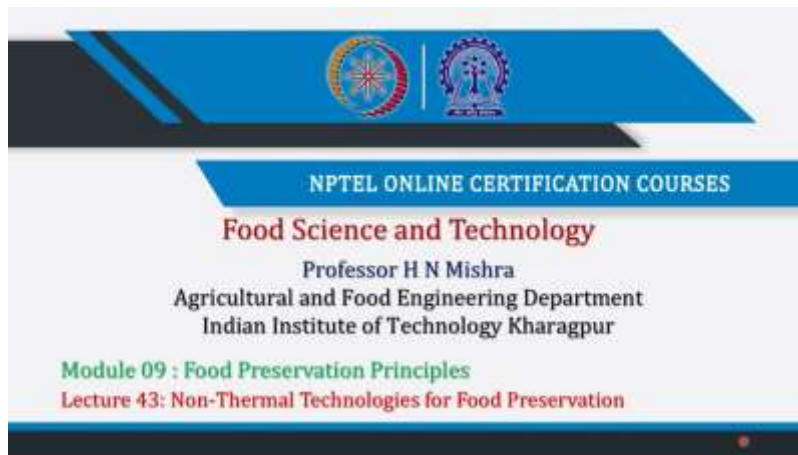 NPTEL ONLINE CERTIFICATION COURSES
Food Science and Technology
Professor H N Mishra
Agricultural and Food Engineering Department
Indian Institute of Technology Kharagpur
Module 09 : Food Preservation Principles
Lecture 43: Non-Thermal Technologies for Food Preservation